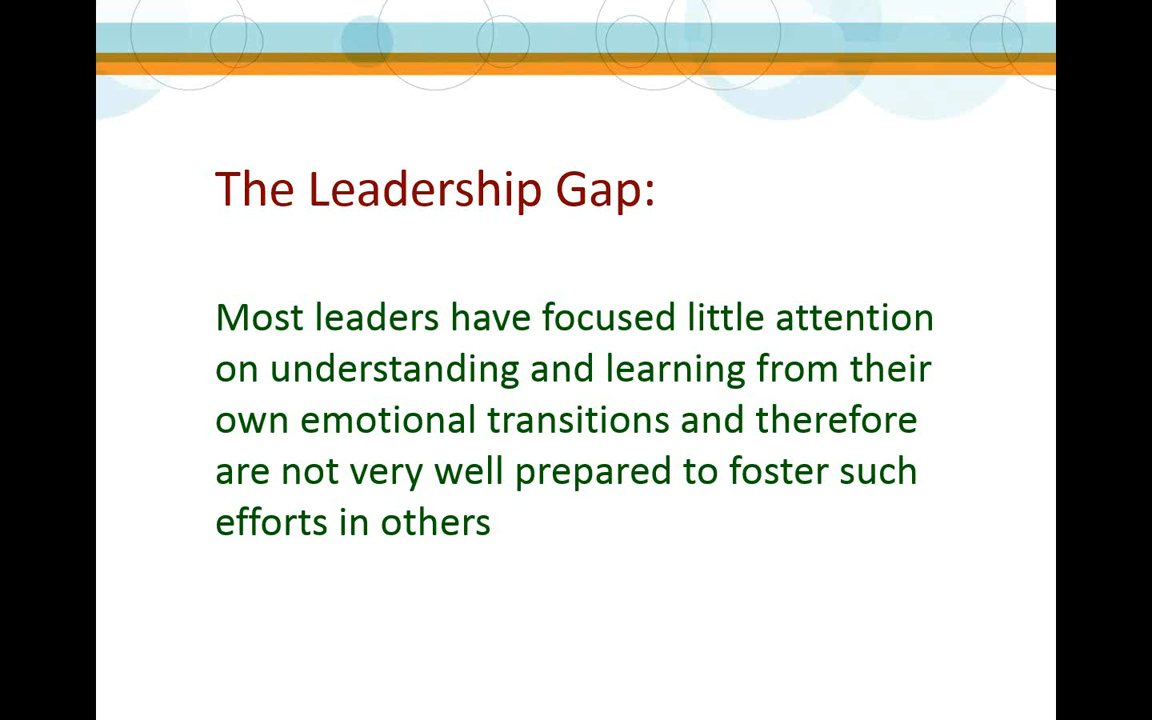 The Leadership Gap:
Most leaders have focused little attention
on understanding and learning from their
own emotional transitions and therefore
are not very well prepared to foster such
efforts in others